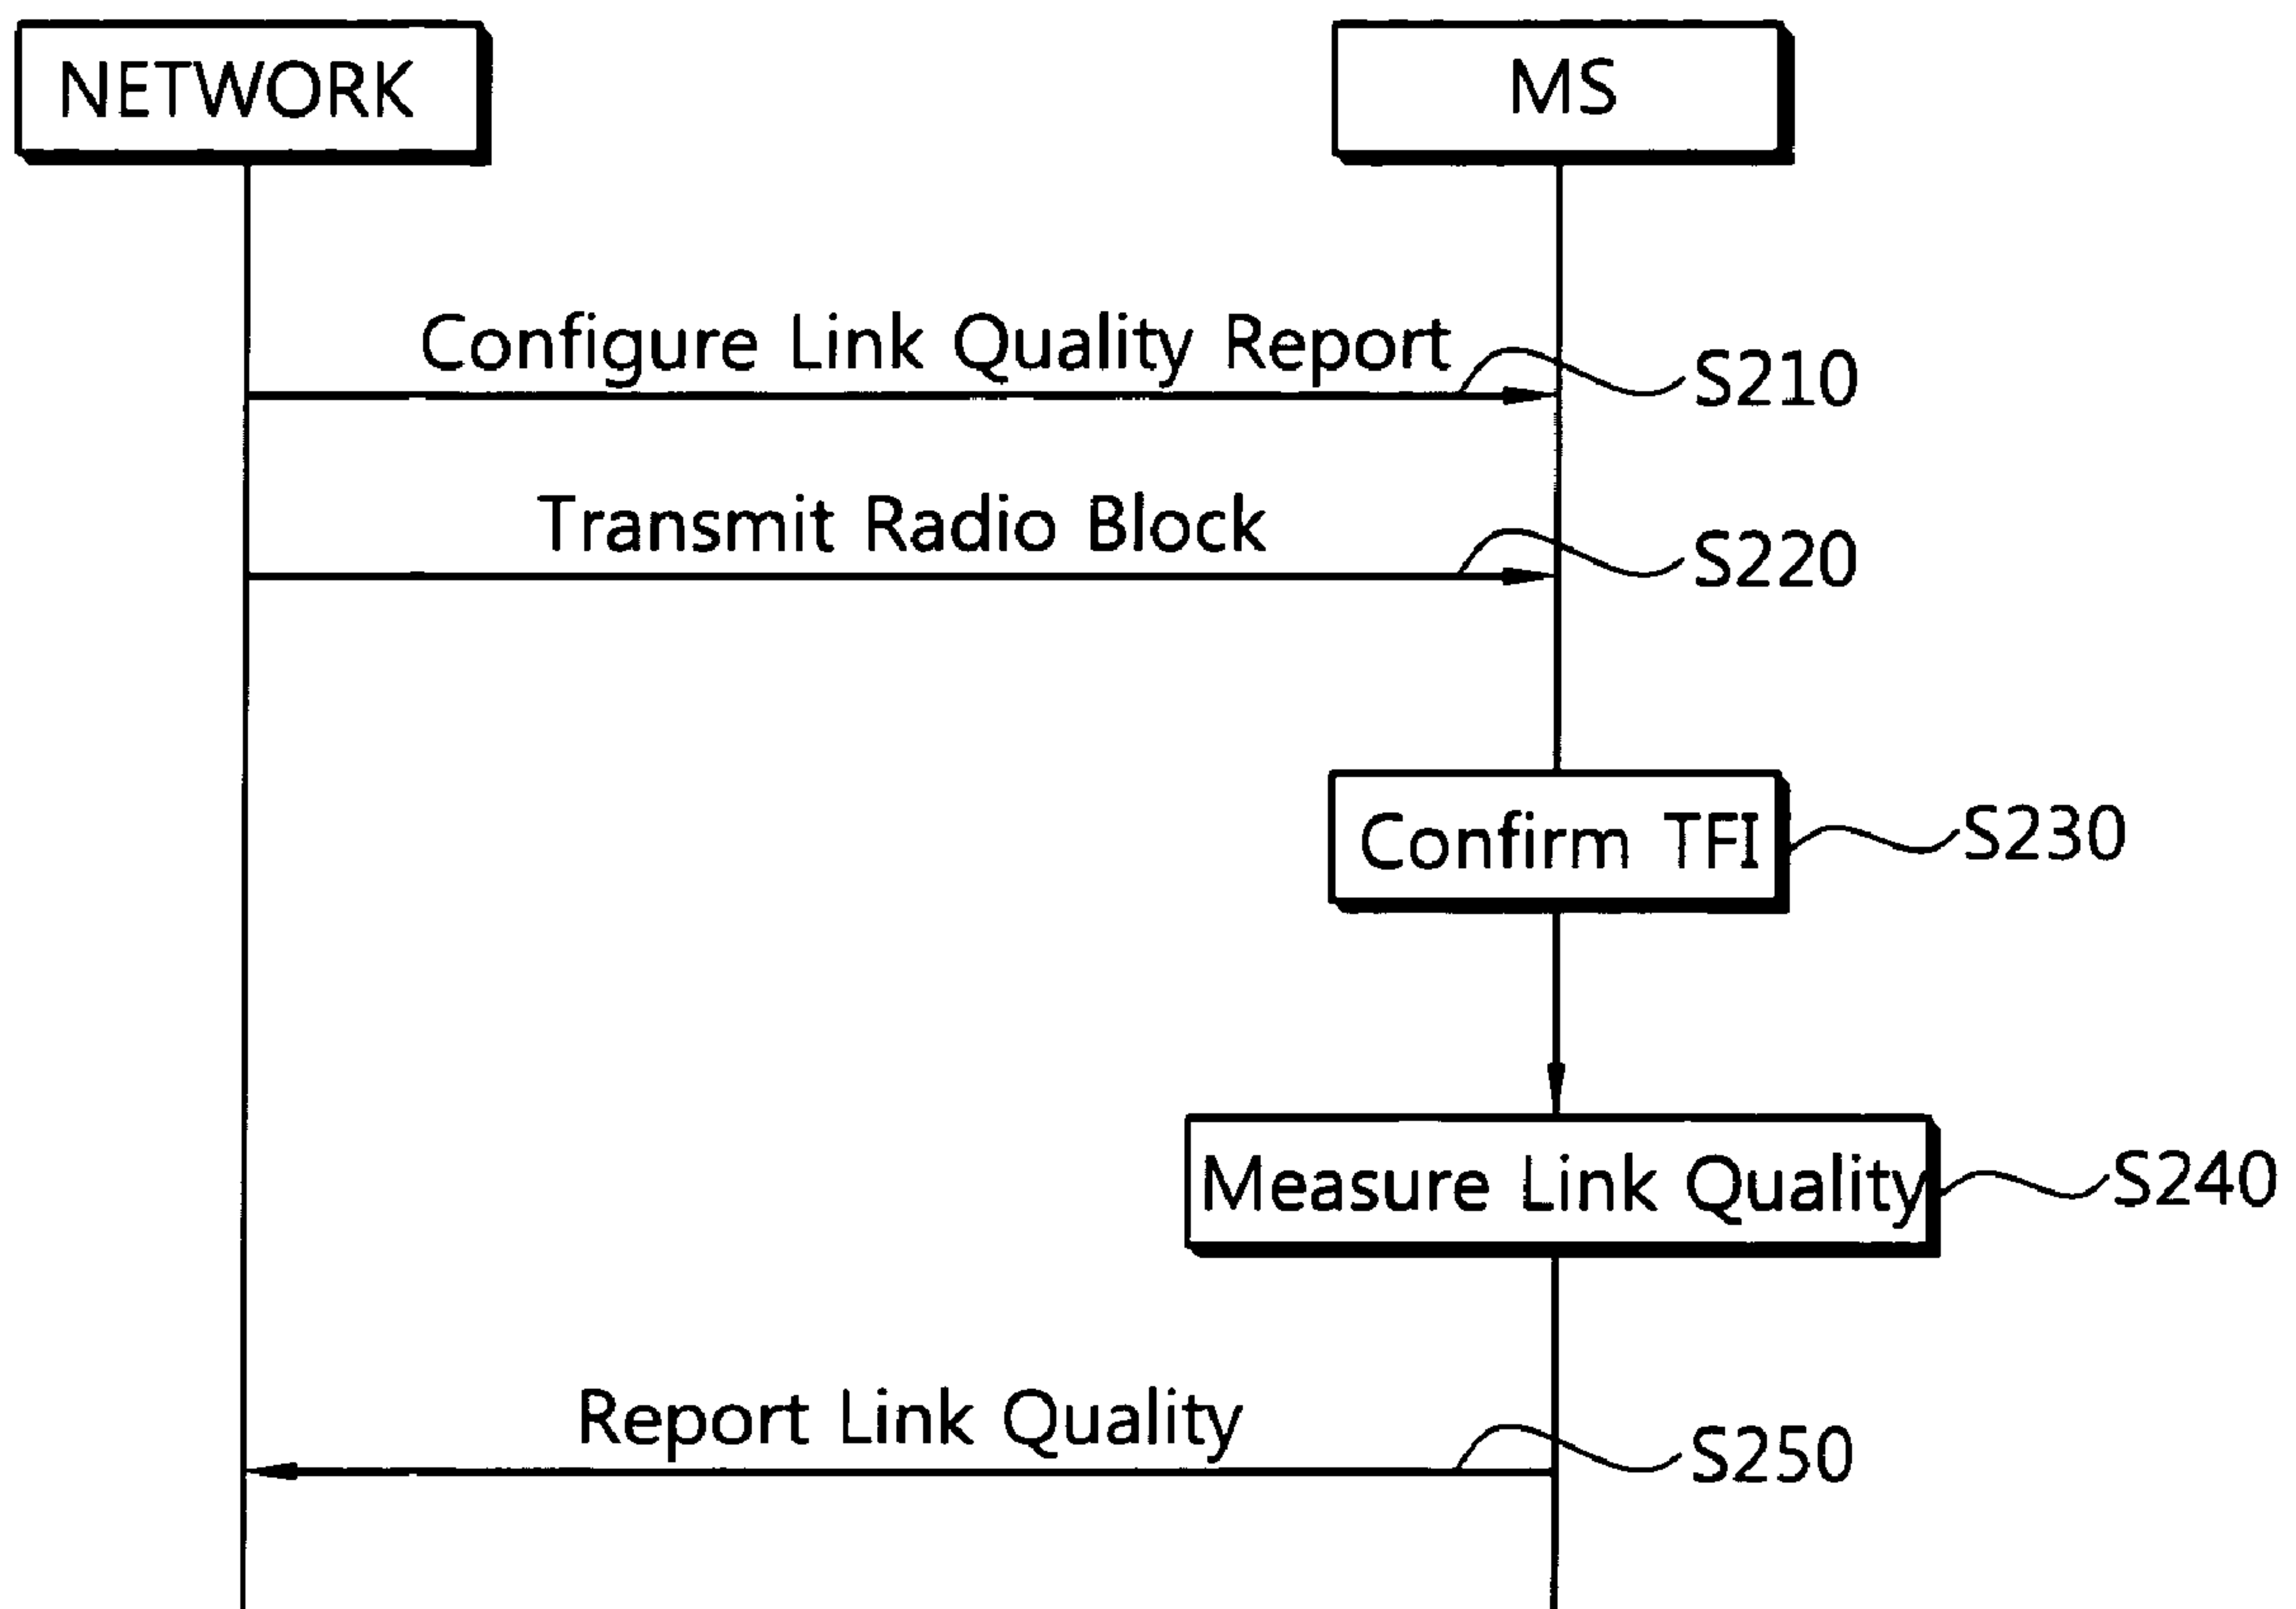 NETWORK
MS
Configure Link Quality Report
S210
Transmit Radio Block
S220
Confirm TFI
S230
Measure Link Quality
S240
Report Link Quality
S250